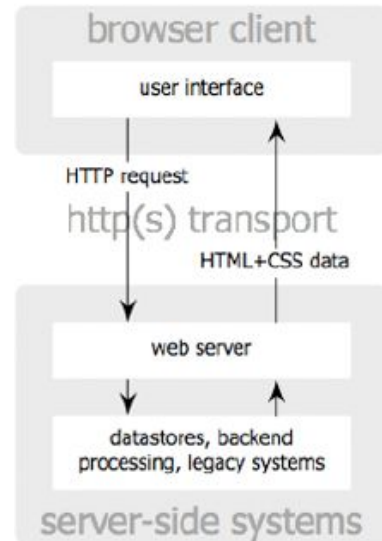 browser client
user interface
HTTP request
http(s) transport
HTML+CSS data
web server
datastores, backend
processing, legacy systems
server-side systems